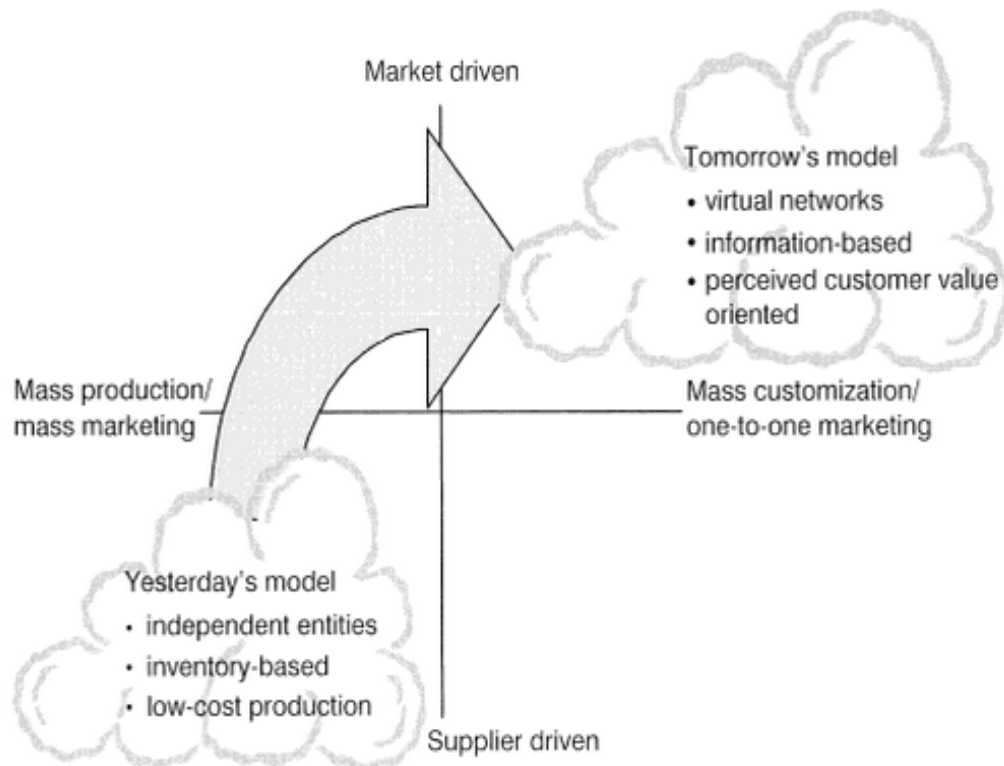 Market driven
Tomorrow's model
• virtual networks
• information-based
• perceived customer value
oriented
Mass production/
mass marketing
Mass customization/
one-to-one marketing
Yesterday's model
• independent entities
• inventory-based
• low-cost production
Supplier driven